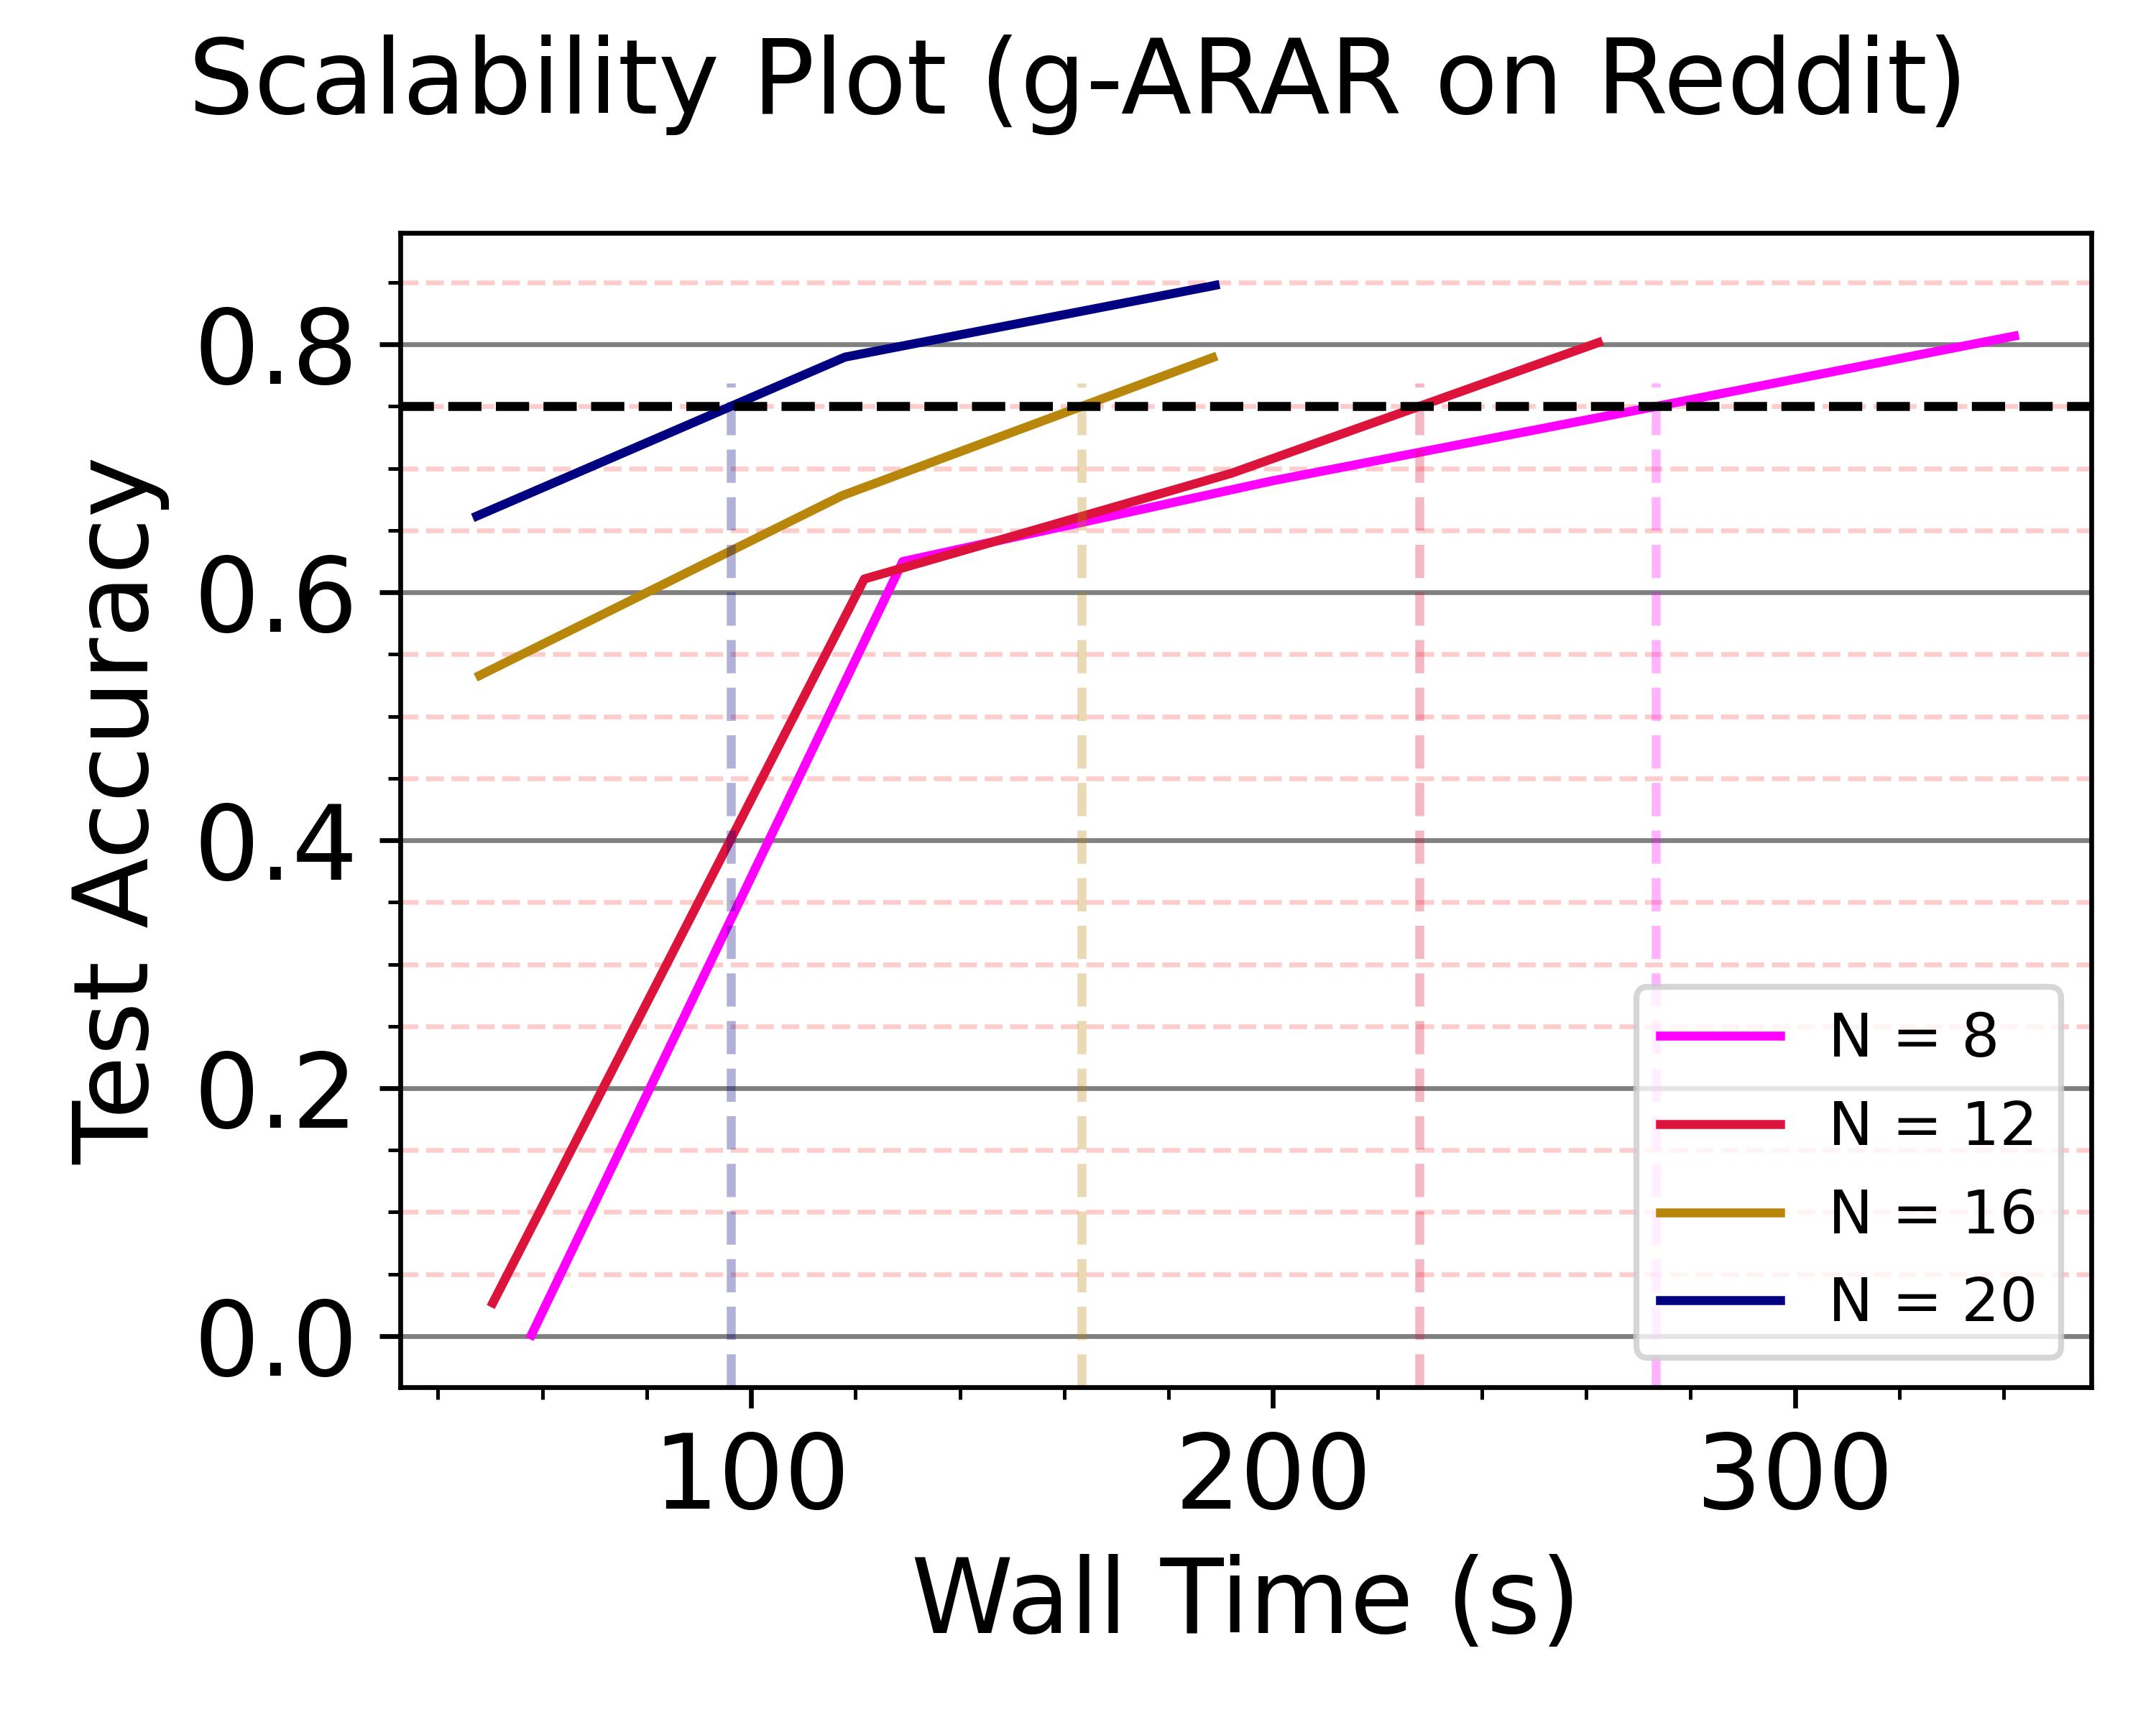 Scalability Plot (g-ARAR on Reddit)
Test Accuracy
0.8
0.6
0.4
0.2
0.0
N = 8
N = 12
N = 16
N = 20
100 200 300
Wall Time (s)